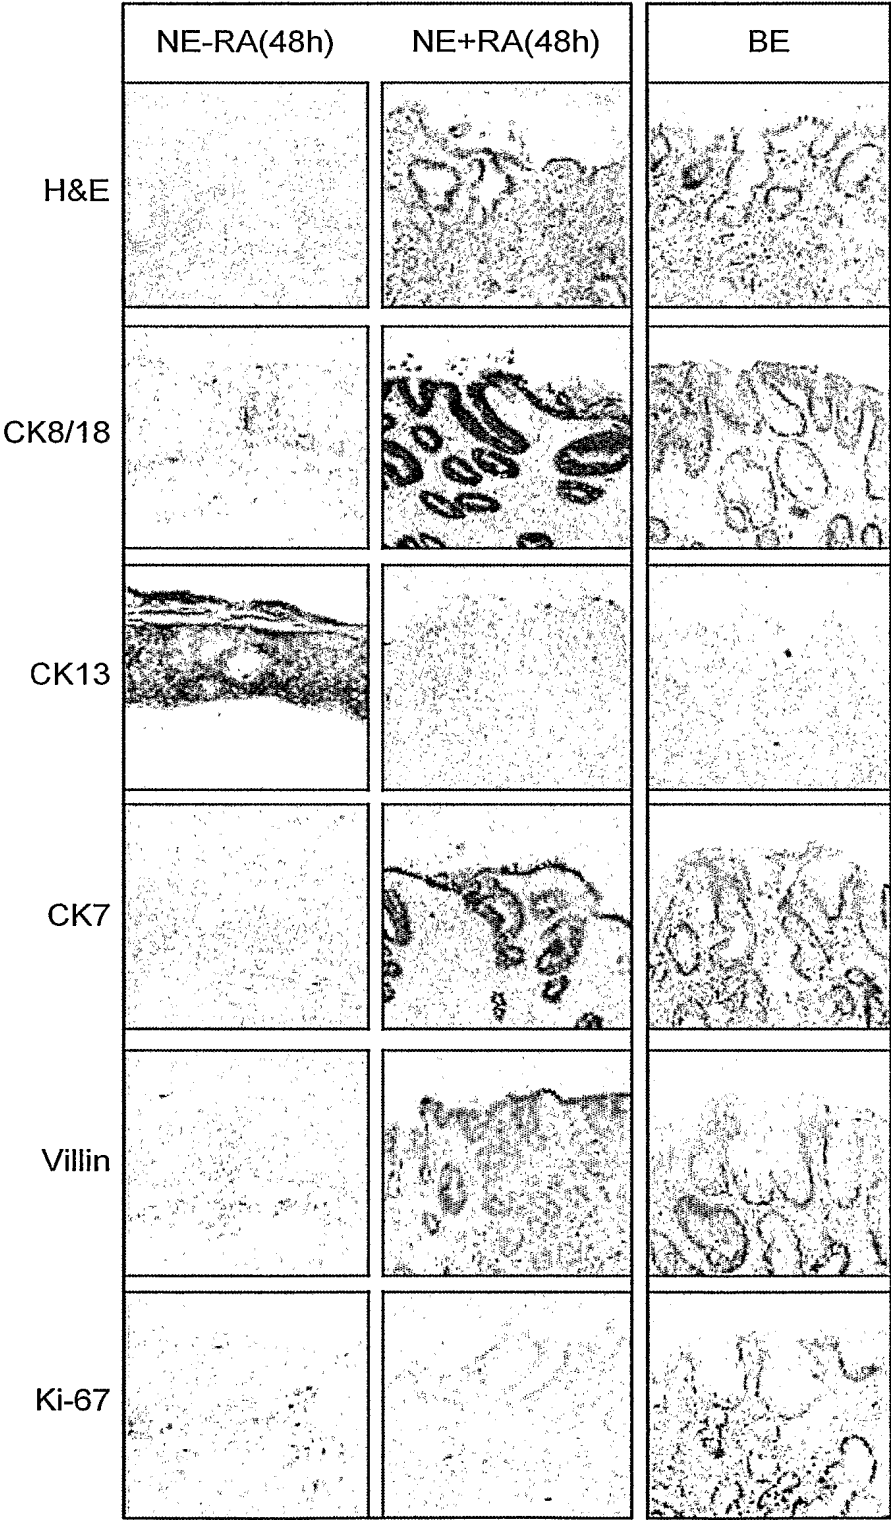 NE-RA(48h) NE+RA(48h) BE
H&E
CK8/18
CK13
CK7
Villin
Ki-67